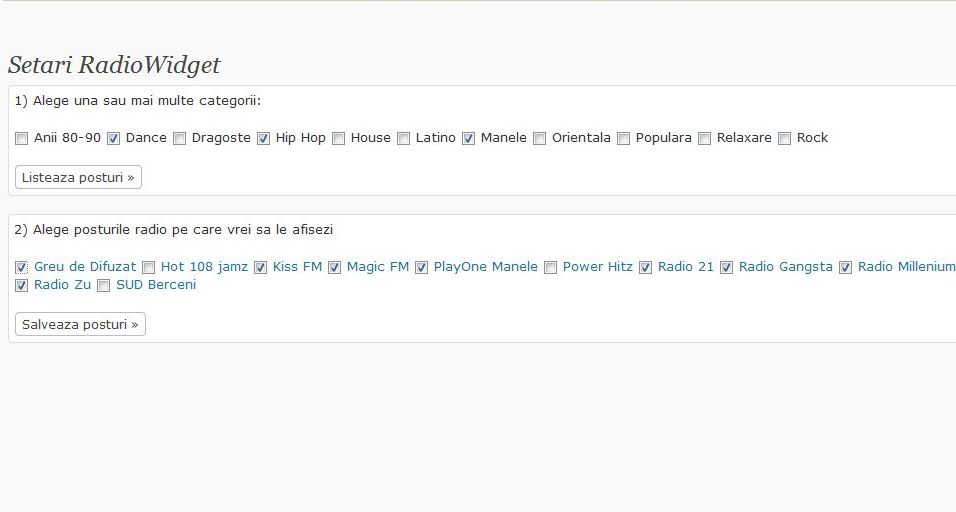 Setari RadioWidget
1) Alege una sau mai multe categorii:
Anii 80-90 Dance Dragoste Hip Hop House Latino Manele Orientala Populara Relaxare Rock
Listeaza posturi »
2) Alege posturile radio pe care vrei sa le afisezi
Greu de Difuzat Hot 108 jamz Kiss FM Magic FM PlayOne Manele Power Hitz Radio 21 Radio Gangsta Radio Millenium
Radio Zu SUD Berceni
Salveaza posturi »